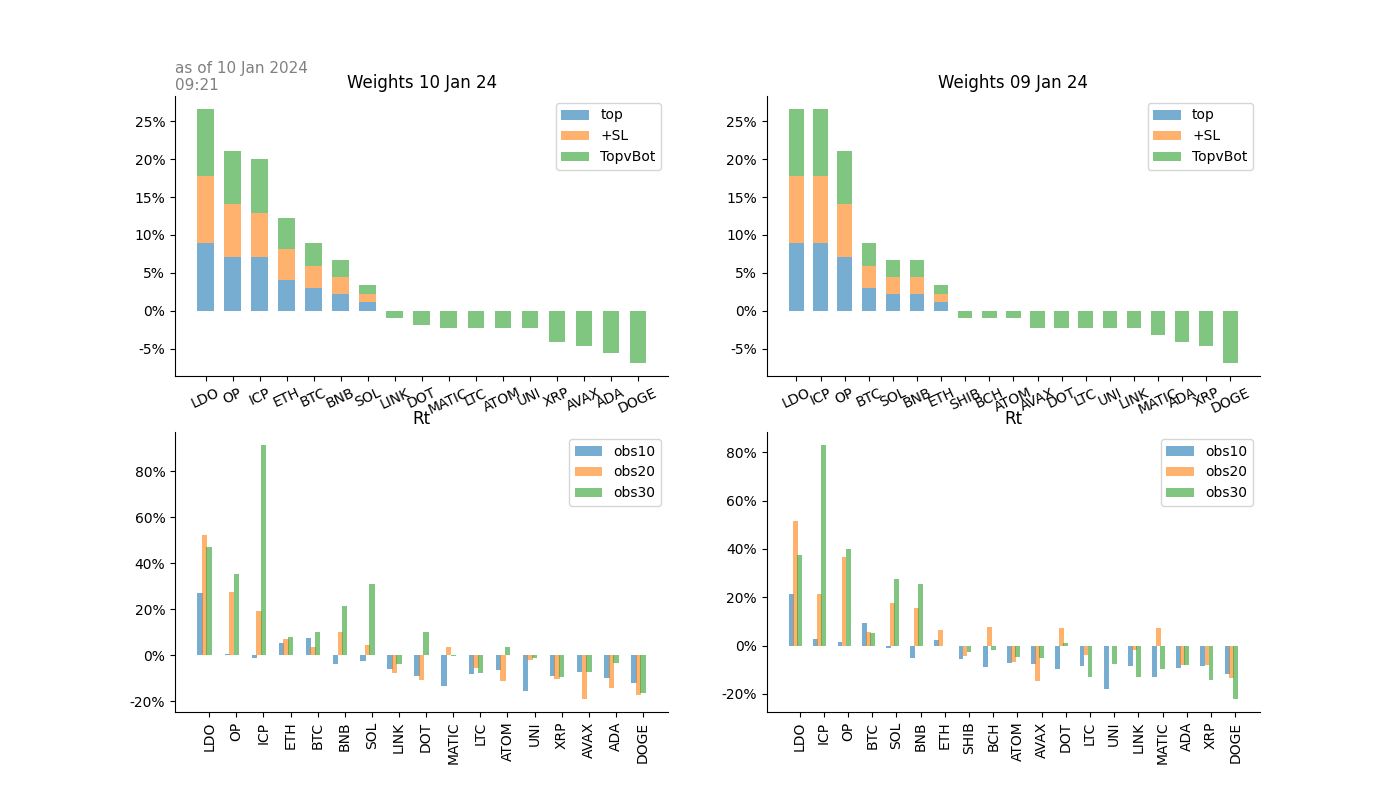 as of 10 Jan 2024
09:21
Weights 10 Jan 24
25%
20%
15%
10%
5%
0%
-5%
top
+SL
TopvBot
LDO OP ICP ETH BTC BNB SOL LINK DOT MATIC LTC ATOM UNI XRP AVAX ADA DOGE
Weights 09 Jan 24
25%
20%
15%
10%
5%
0%
-5%
top
+SL
TopvBot
LDO ICP OP BTC SOL BNB ETH SHIB BCH ATOM AVAX DOT LTC UNI LINK MATIC ADA XRP DOGE
Rt
80%
60%
40%
20%
0%
-20%
obs10
obs20
obs30
LDO OP ICP ETH BTC BNB SOL LINK DOT MATIC LTC ATOM UNI XRP AVAX ADA DOGE
Rt
80%
60%
40%
20%
0%
-20%
obs10
obs20
obs30
LDO ICP OP BTC SOL BNB ETH SHIB BCH ATOM AVAX DOT LTC UNI LINK MATIC ADA XRP DOGE